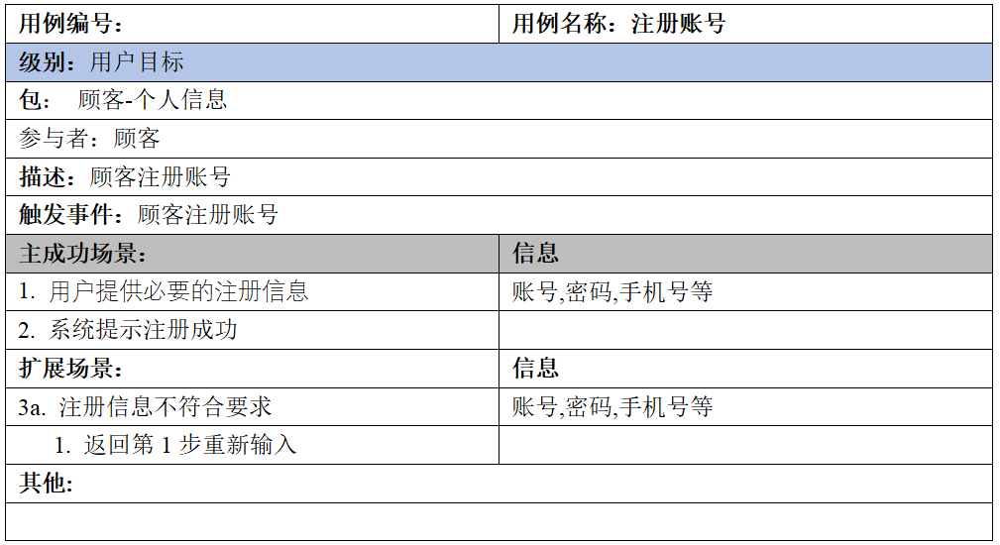 用例编号：
用例名称：注册账号
级别：用户目标
包： 顾客-个人信息
参与者：顾客
描述：顾客注册账号
触发事件：顾客注册账号
主成功场景：
信息
1. 用户提供必要的注册信息
账号,密码,手机号等
2. 系统提示注册成功
扩展场景：
信息
3a. 注册信息不符合要求
账号,密码,手机号等
1. 返回第 1 步重新输入
其他: